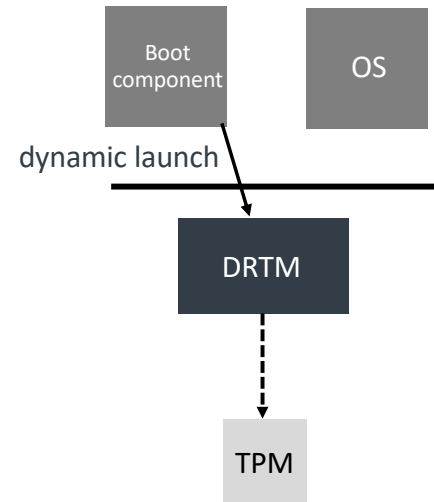 Boot
component
OS
dynamic launch
DRTM
TPM